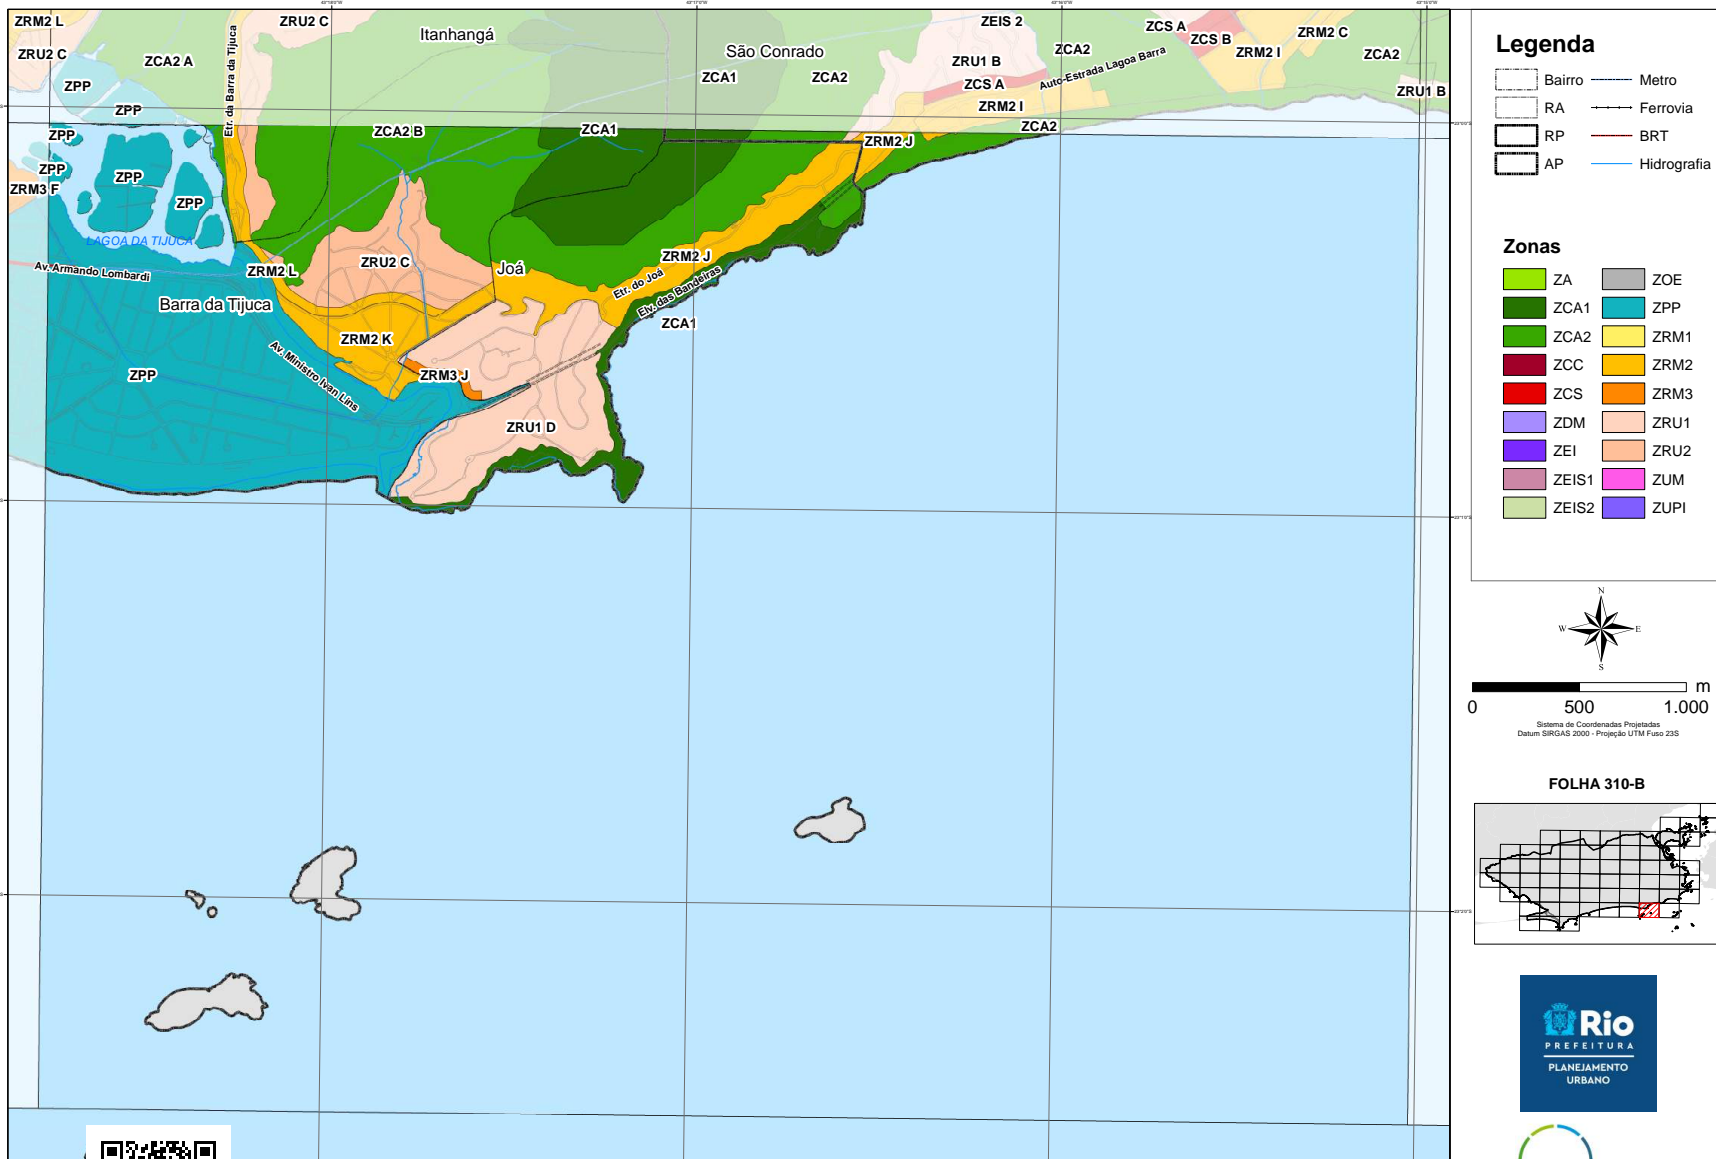 ZRM2 L
ZRU2 C
Itanhangá
ZEIS 2
ZCS A
ZRM2 C
ZCS B
ZRU2 C
ZCA2 A
São Conrado
ZRU1 B
ZCA2
ZRM2 I
ZCA2
ZPP
ZCA1
ZCA2
ZCS A
Auto-Estrada Lagoa Barra
ZRU1 B
ZPP
Etr. da Barra da Tijuca
ZRM2 I
ZPP
ZCA2 B
ZCA1
ZCA2
ZRM2 J
ZPP
ZPP
ZRM3 F
ZPP
LAGOA DA TIJUCA
ZRM2 L
ZRU2 C
Joá
ZRM2 J
Av. Armando Lombardi
Etr. do Joá
Elv. das Bandeiras
Barra da Tijuca
ZCA1
ZRM2 K
Av. Ministro Ivan Lins
ZPP
ZRM3 J
ZRU1 D
Legenda
Bairro
Metro
RA
Ferrovia
RP
BRT
AP
Hidrografia
Zonas
ZA
ZOE
ZCA1
ZPP
ZCA2
ZRM1
ZCC
ZRM2
ZCS
ZRM3
ZDM
ZRU1
ZEI
ZRU2
ZEIS1
ZUM
ZEIS2
ZUPI
N
W
E
S
m
0 500 1.000
Sistema de Coordenadas Projetadas
Datum SIRGAS 2000 - Projeção UTM Fuso 23S
FOLHA 310-B
Rio
PREFEITURA
PLANEJAMENTO
URBANO